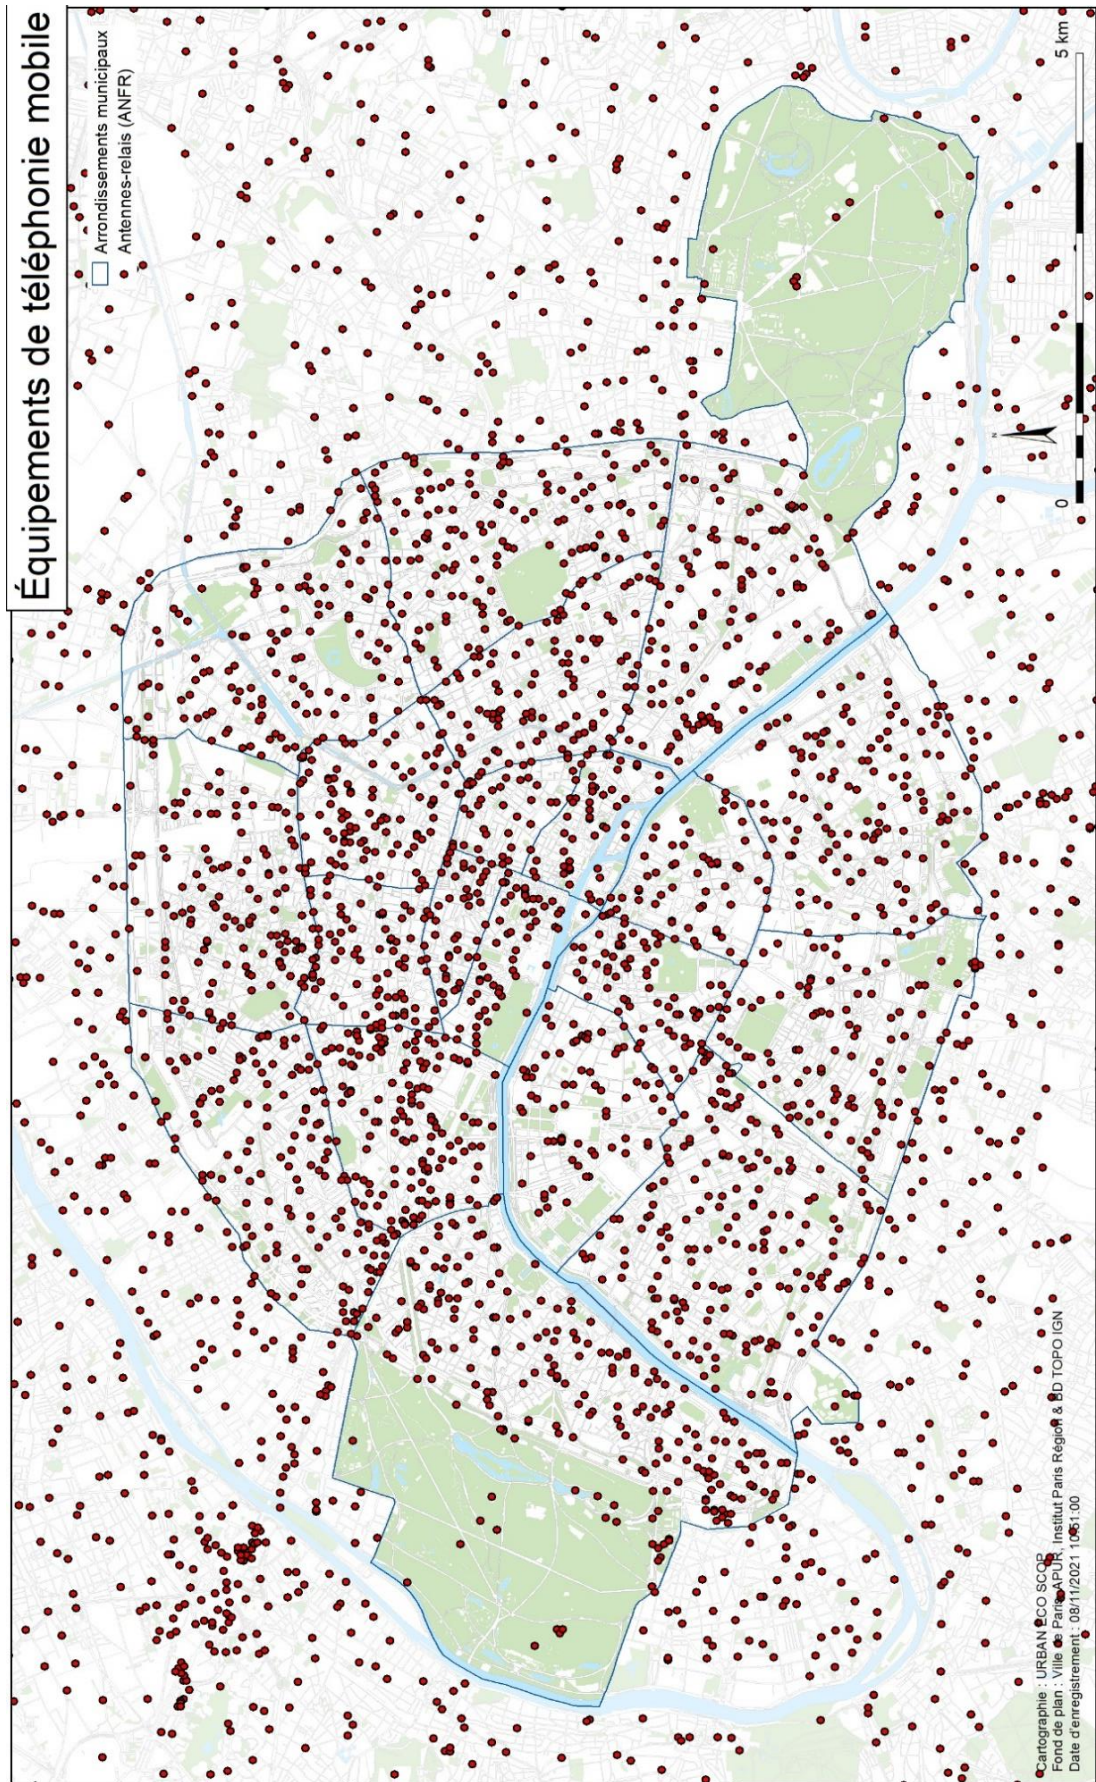 Équipements de téléphonie mobile
Arrondissements municipaux
Antennes-relais (ANFR)
N
0
5 km
Cartographie : URBAN ECO SCOP
Fond de plan : Ville de Paris, APUR, Institut Paris Région & BD TOPO IGN
Date d'enregistrement : 08/11/2021 10:51:00